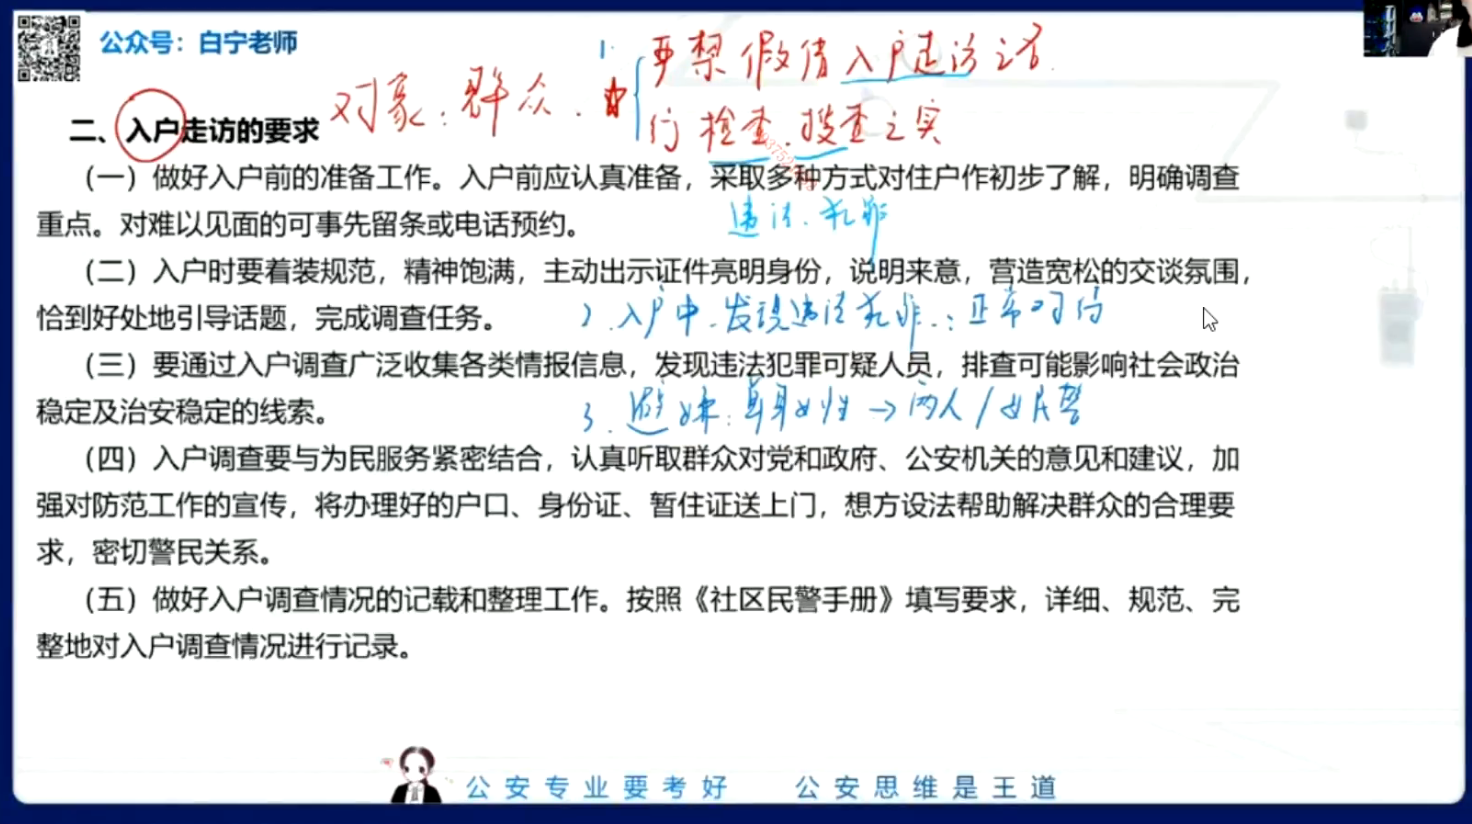 公众号：白宁老师
1. 严禁假借入户走访之名
对象：群众.
行检查、搜查之实
二、入户走访的要求
（一）做好入户前的准备工作。入户前应认真准备，采取多种方式对住户作初步了解，明确调查
违法、犯罪
重点。对难以见面的可事先留条或电话预约。
（二）入户时要着装规范，精神饱满，主动出示证件亮明身份，说明来意，营造宽松的交谈氛围，
2.入户中.发现违法犯罪.：正常对待
恰到好处地引导话题，完成调查任务。
（三）要通过入户调查广泛收集各类情报信息，发现违法犯罪可疑人员，排查可能影响社会政治
3.避嫌：单身女性→两人/女民警
稳定及治安稳定的线索。
（四）入户调查要与为民服务紧密结合，认真听取群众对党和政府、公安机关的意见和建议，加
强对防范工作的宣传，将办理好的户口、身份证、暂住证送上门，想方设法帮助解决群众的合理要
求，密切警民关系。
（五）做好入户调查情况的记载和整理工作。按照《社区民警手册》填写要求，详细、规范、完
整地对入户调查情况进行记录。
公安专业要考好 公安思维是王道